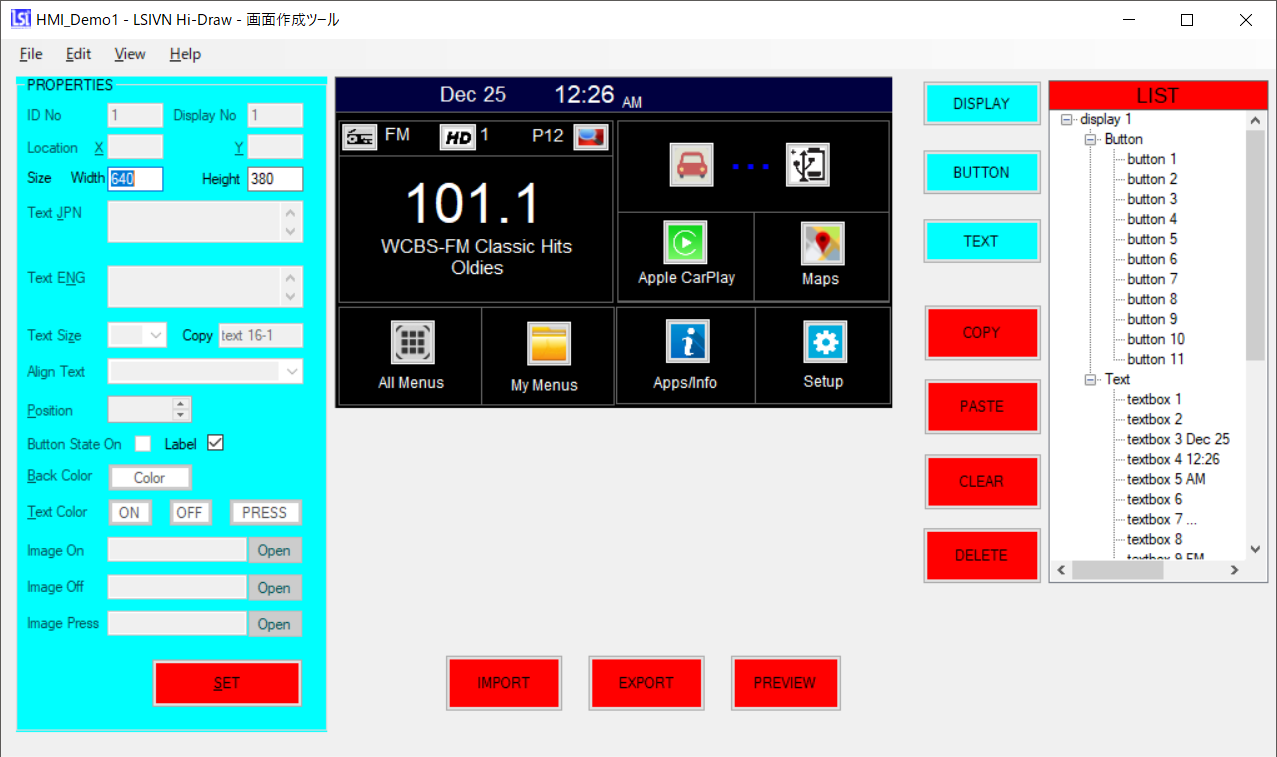 LSI HMI_Demo1 - LSIVN Hi-Draw - 画面作成ツール
File Edit View Help
PROPERTIES
ID No 1 Display No 1
Location X Y
Size Width 640 Height 380
Text JPN
Text ENG
Text Size Copy text 16-1
Align Text
Position
Button State On Label
Back Color Color
Text Color ON OFF PRESS
Image On Open
Image Off Open
Image Press Open
SET
Dec 25 12:26 AM
FM HD 1 P12
101.1
WCBS-FM Classic Hits
Oldies
...
Apple CarPlay Maps
All Menus My Menus Apps/Info Setup
IMPORT EXPORT PREVIEW
DISPLAY
BUTTON
TEXT
COPY
PASTE
CLEAR
DELETE
LIST
display 1
Button
button 1
button 2
button 3
button 4
button 5
button 6
button 7
button 8
button 9
button 10
button 11
Text
textbox 1
textbox 2
textbox 3 Dec 25
textbox 4 12:26
textbox 5 AM
textbox 6
textbox 7 ...
textbox 8
textbox 9 FM